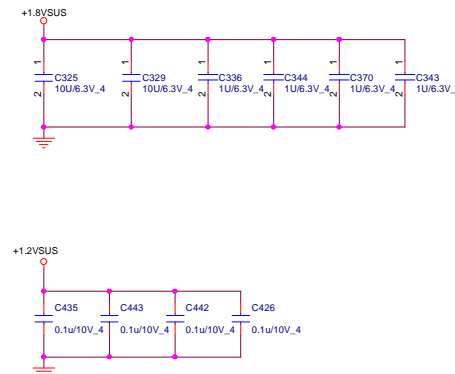 +1.8VSUS
1 1 1 1 1 1
C325 C329 C336 C344 C370 C343
10U/6.3V_4 10U/6.3V_4 1U/6.3V_4 1U/6.3V_4 1U/6.3V_4 1U/6.3V_
2 2 2 2 2 2
+1.2VSUS
C435 C443 C442 C426
0.1u/10V_4 0.1u/10V_4 0.1u/10V_4 0.1u/10V_4